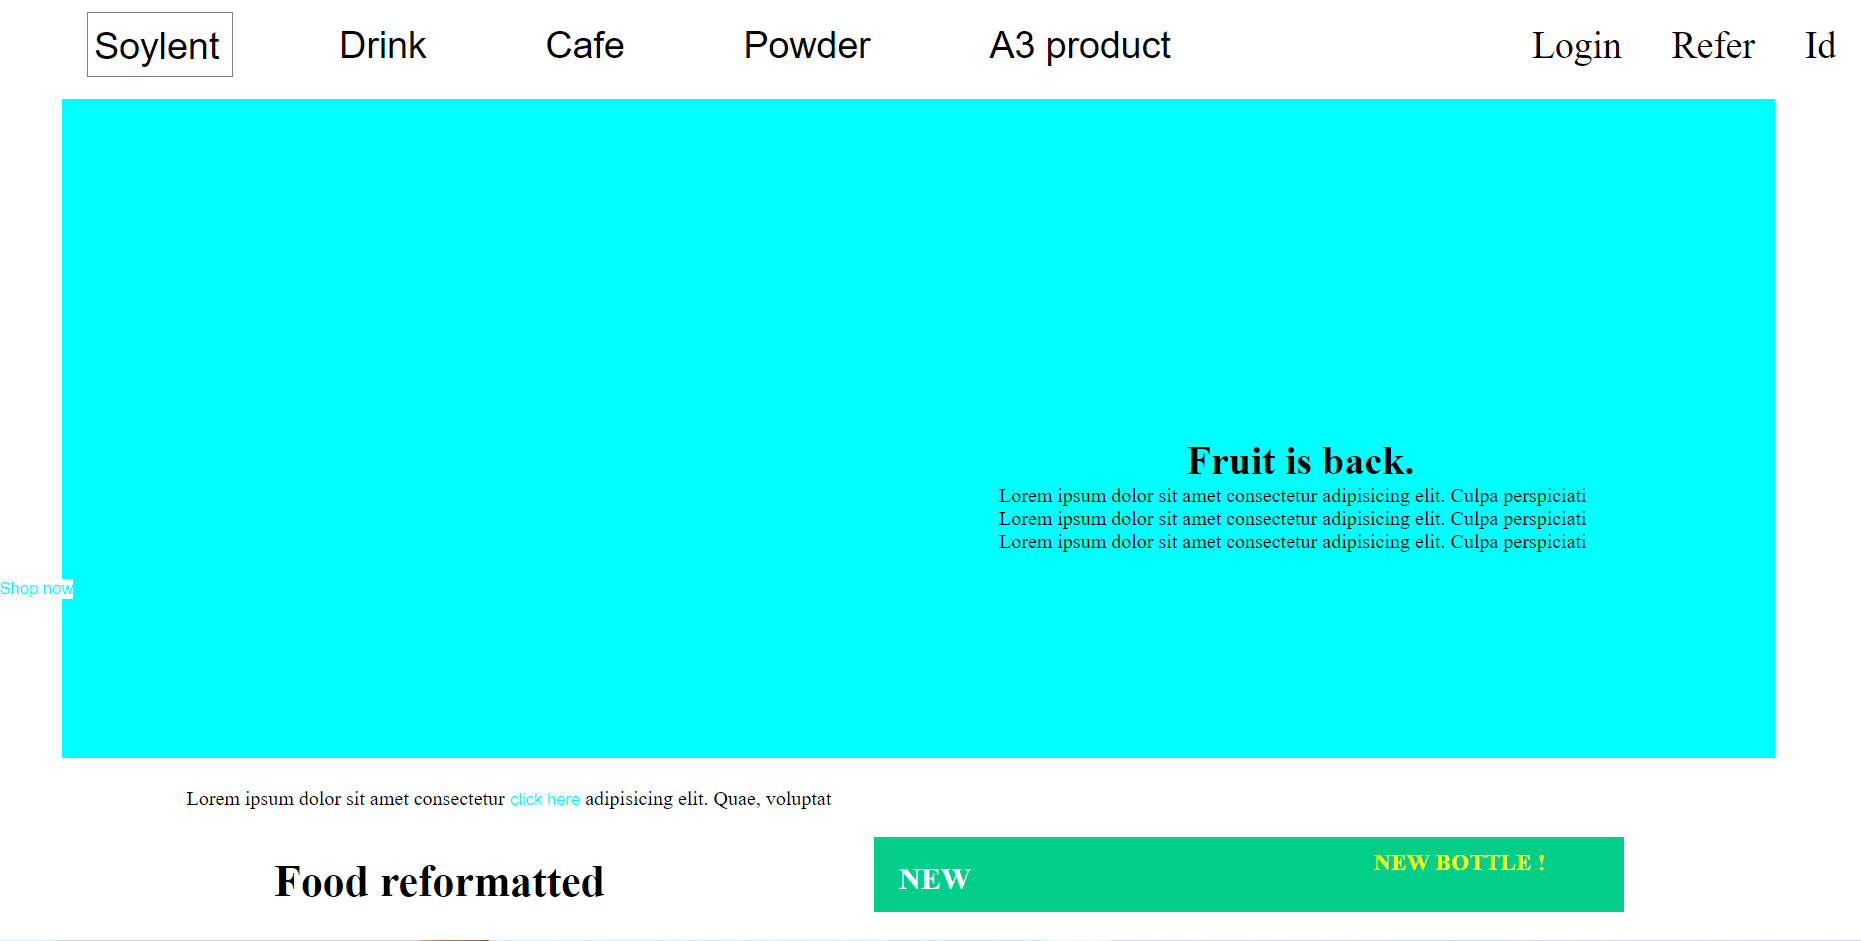 Soylent Drink Cafe Powder A3 product Login Refer Id
Fruit is back.
Lorem ipsum dolor sit amet consectetur adipisicing elit. Culpa perspiciati
Lorem ipsum dolor sit amet consectetur adipisicing elit. Culpa perspiciati
Lorem ipsum dolor sit amet consectetur adipisicing elit. Culpa perspiciati
Shop now
Lorem ipsum dolor sit amet consectetur click here adipisicing elit. Quae, voluptat
Food reformatted
NEW
NEW BOTTLE !